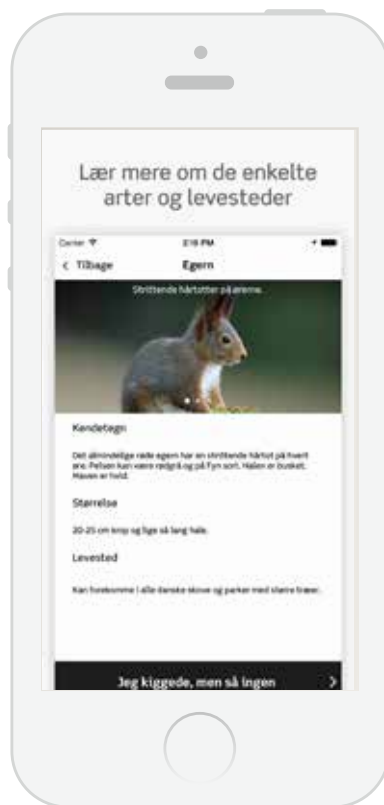 Lær mere om de enkelte
arter og levesteder
Carrier 2:16 PM
< Tilbage Egern
Strittende hårtotter på ørerne.
Kendetegn
Det almindelige røde egern har en strittende hårtot på hvert
øre. Pelsen kan være rødgrå og på Fyn sort. Halen er busket.
Maven er hvid.
Størrelse
20-25 cm krop og lige så lang hale.
Levested
Kan forekomme i alle danske skove og parker med større træer.
Jeg kiggede, men så ingen >